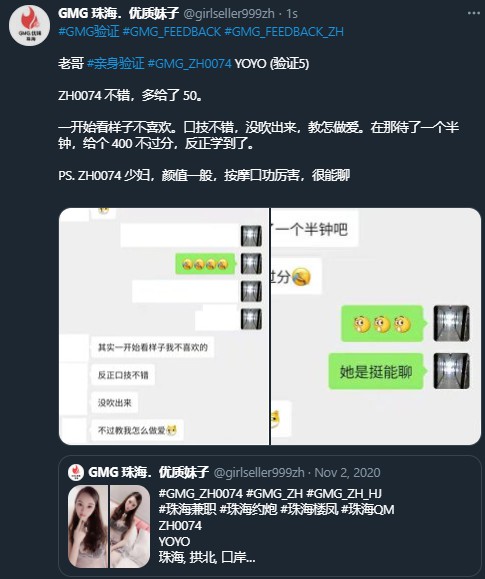 GMG 珠海．优质妹子 @girlseller999zh · 1s
GMG 优质
珠海
#GMG验证 #GMG_FEEDBACK #GMG_FEEDBACK_ZH
老哥 #亲身验证 #GMG_ZH0074 YOYO (验证5)
ZH0074 不错，多给了 50。
一开始看样子不喜欢。口技不错，没吹出来，教怎做爱。在那待了一个半
钟，给个 400 不过分，反正学到了。
PS. ZH0074 少妇，颜值一般，按摩口功厉害，很能聊
其实一开始看样子我不喜欢的
反正口技不错
没吹出来
不过教我怎么做爱
一个半钟吧
过分
她是挺能聊
GMG 珠海．优质妹子 @girlseller999zh · Nov 2, 2020
#GMG_ZH0074 #GMG_ZH #GMG_ZH_HJ
#珠海兼职 #珠海约炮 #珠海楼凤 #珠海QM
ZH0074
YOYO
珠海, 拱北, 口岸...